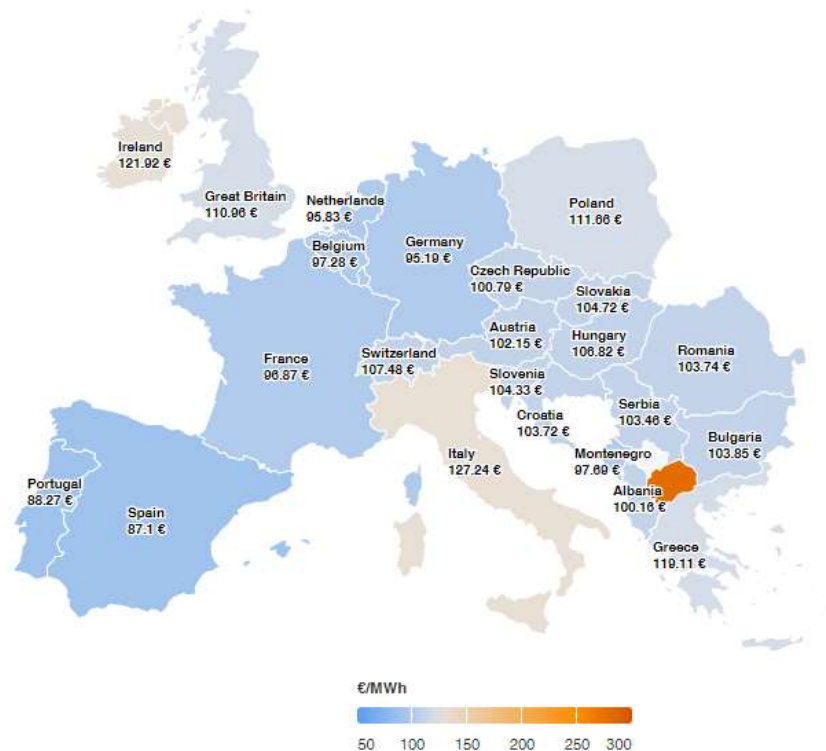 Ireland
121.92 €
Great Britain
110.96 €
Netherlands
95.83 €
Belgium
97.28 €
Germany
95.19 €
Poland
111.66 €
Czech Republic
100.79 €
Slovakia
104.72 €
Austria
102.15 €
Hungary
106.82 €
France
96.87 €
Switzerland
107.48 €
Romania
103.74 €
Slovenia
104.33 €
Croatia
103.72 €
Serbia
103.46 €
Bulgaria
103.85 €
Italy
127.24 €
Montenegro
97.69 €
Portugal
88.27 €
Spain
87.1 €
Albania
100.16 €
Greece
119.11 €
€/MWh
50 100 150 200 250 300